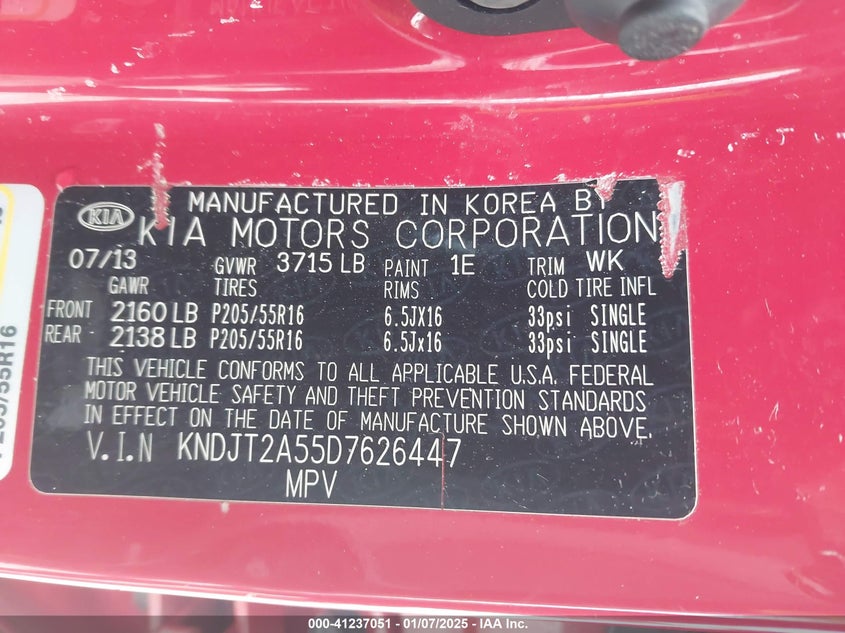 MANUFACTURED IN KOREA BY
KIA
KIA MOTORS CORPORATION
07/13 GVWR 3715 LB PAINT 1E TRIM WK
GAWR TIRES RIMS COLD TIRE INFL
FRONT 2160 LB P205/55R16 6.5JX16 33psi SINGLE
REAR 2138 LB P205/55R16 6.5Jx16 33psi SINGLE
THIS VEHICLE CONFORMS TO ALL APPLICABLE U.S.A. FEDERAL
MOTOR VEHICLE SAFETY AND THEFT PREVENTION STANDARDS
IN EFFECT ON THE DATE OF MANUFACTURE SHOWN ABOVE.
V.I.N KNDJT2A55D7626447
MPV
P205/55R16
000-41237051 — 01/07/2025 — IAA Inc.